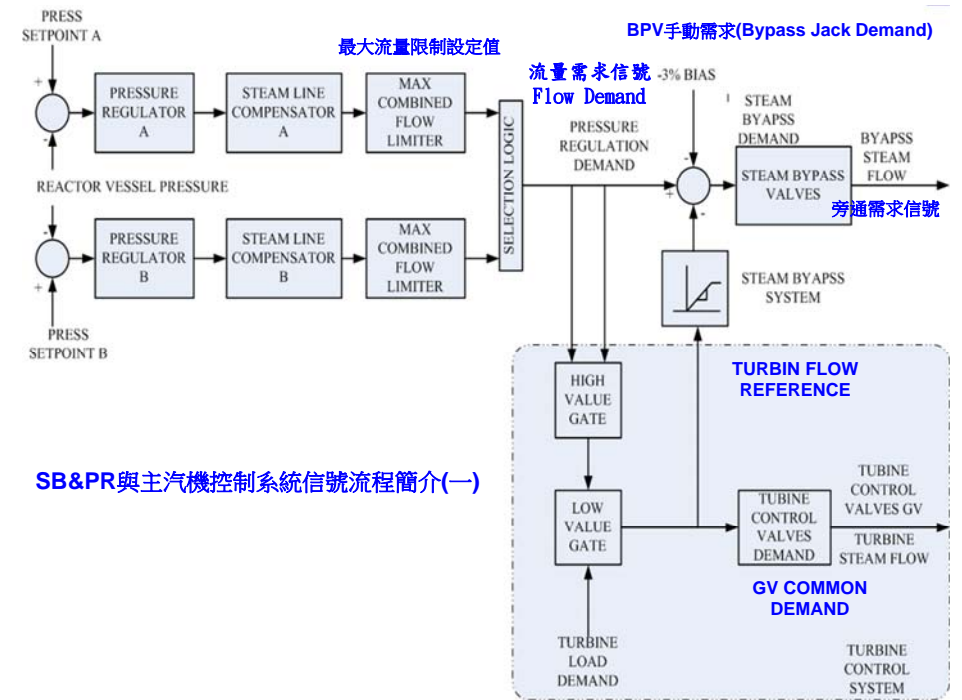 PRESS
SETPOINT A
BPV手動需求(Bypass Jack Demand)
最大流量限制設定值
流量需求信號
Flow Demand
-3% BIAS
+
-
PRESSURE
REGULATOR
A
STEAM LINE
COMPENSATOR
A
MAX
COMBINED
FLOW
LIMITER
SELECTION LOGIC
PRESSURE
REGULATION
DEMAND
STEAM
BYAPSS
DEMAND
BYAPSS
STEAM
FLOW
-
+
-
STEAM BYPASS
VALVES
旁通需求信號
REACTOR VESSEL PRESSURE
-
+
PRESSURE
REGULATOR
B
STEAM LINE
COMPENSATOR
B
MAX
COMBINED
FLOW
LIMITER
STEAM BYAPSS
SYSTEM
PRESS
SETPOINT B
TURBIN FLOW
REFERENCE
HIGH
VALUE
GATE
SB&PR與主汽機控制系統信號流程簡介(一)
LOW
VALUE
GATE
TUBINE
CONTROL
VALVES
DEMAND
TUBINE
CONTROL
VALVES GV
TURBINE
STEAM FLOW
GV COMMON
DEMAND
TURBINE
LOAD
DEMAND
TURBINE
CONTROL
SYSTEM